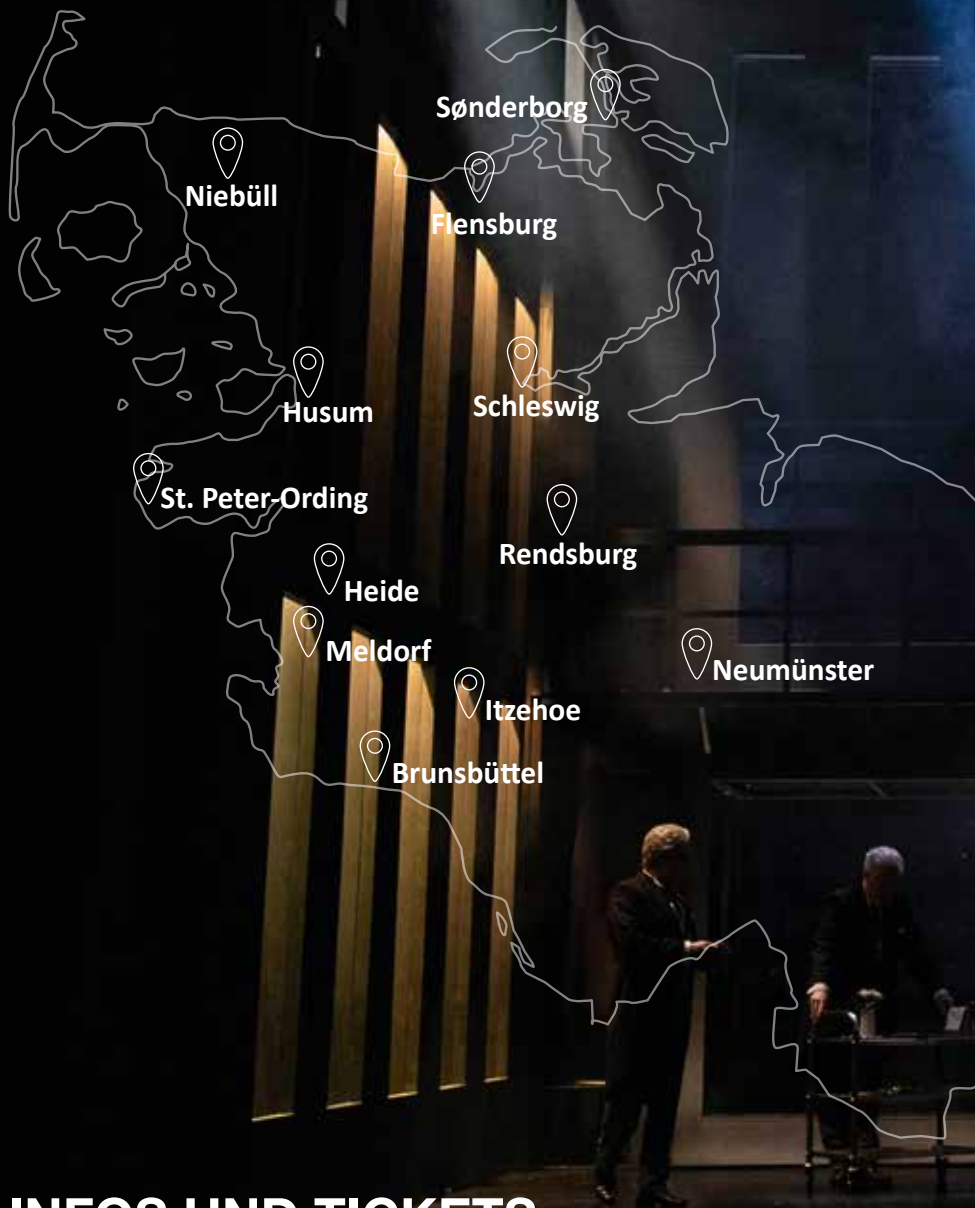 Sønderborg
Niebüll
Flensburg
Husum
Schleswig
St. Peter-Ording
Rendsburg
Heide
Meldorf
Neumünster
Itzehoe
Brunsbüttel
INFOS UND TICKETS